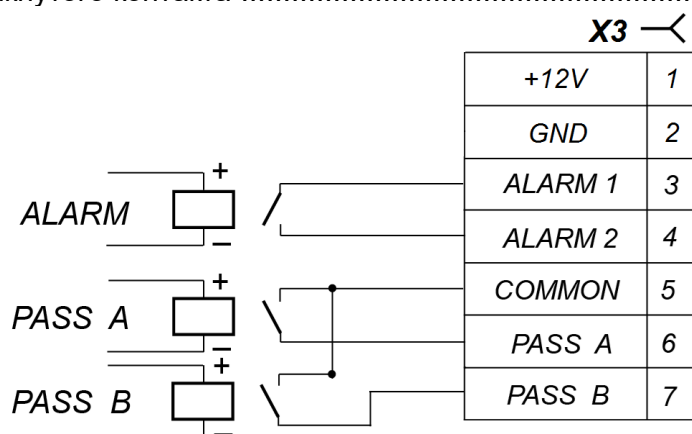 контакта
X3
+12V 1
GND 2
ALARM 1 3
ALARM 2 4
COMMON 5
PASS A 6
PASS B 7
ALARM + −
PASS A + −
PASS B + −